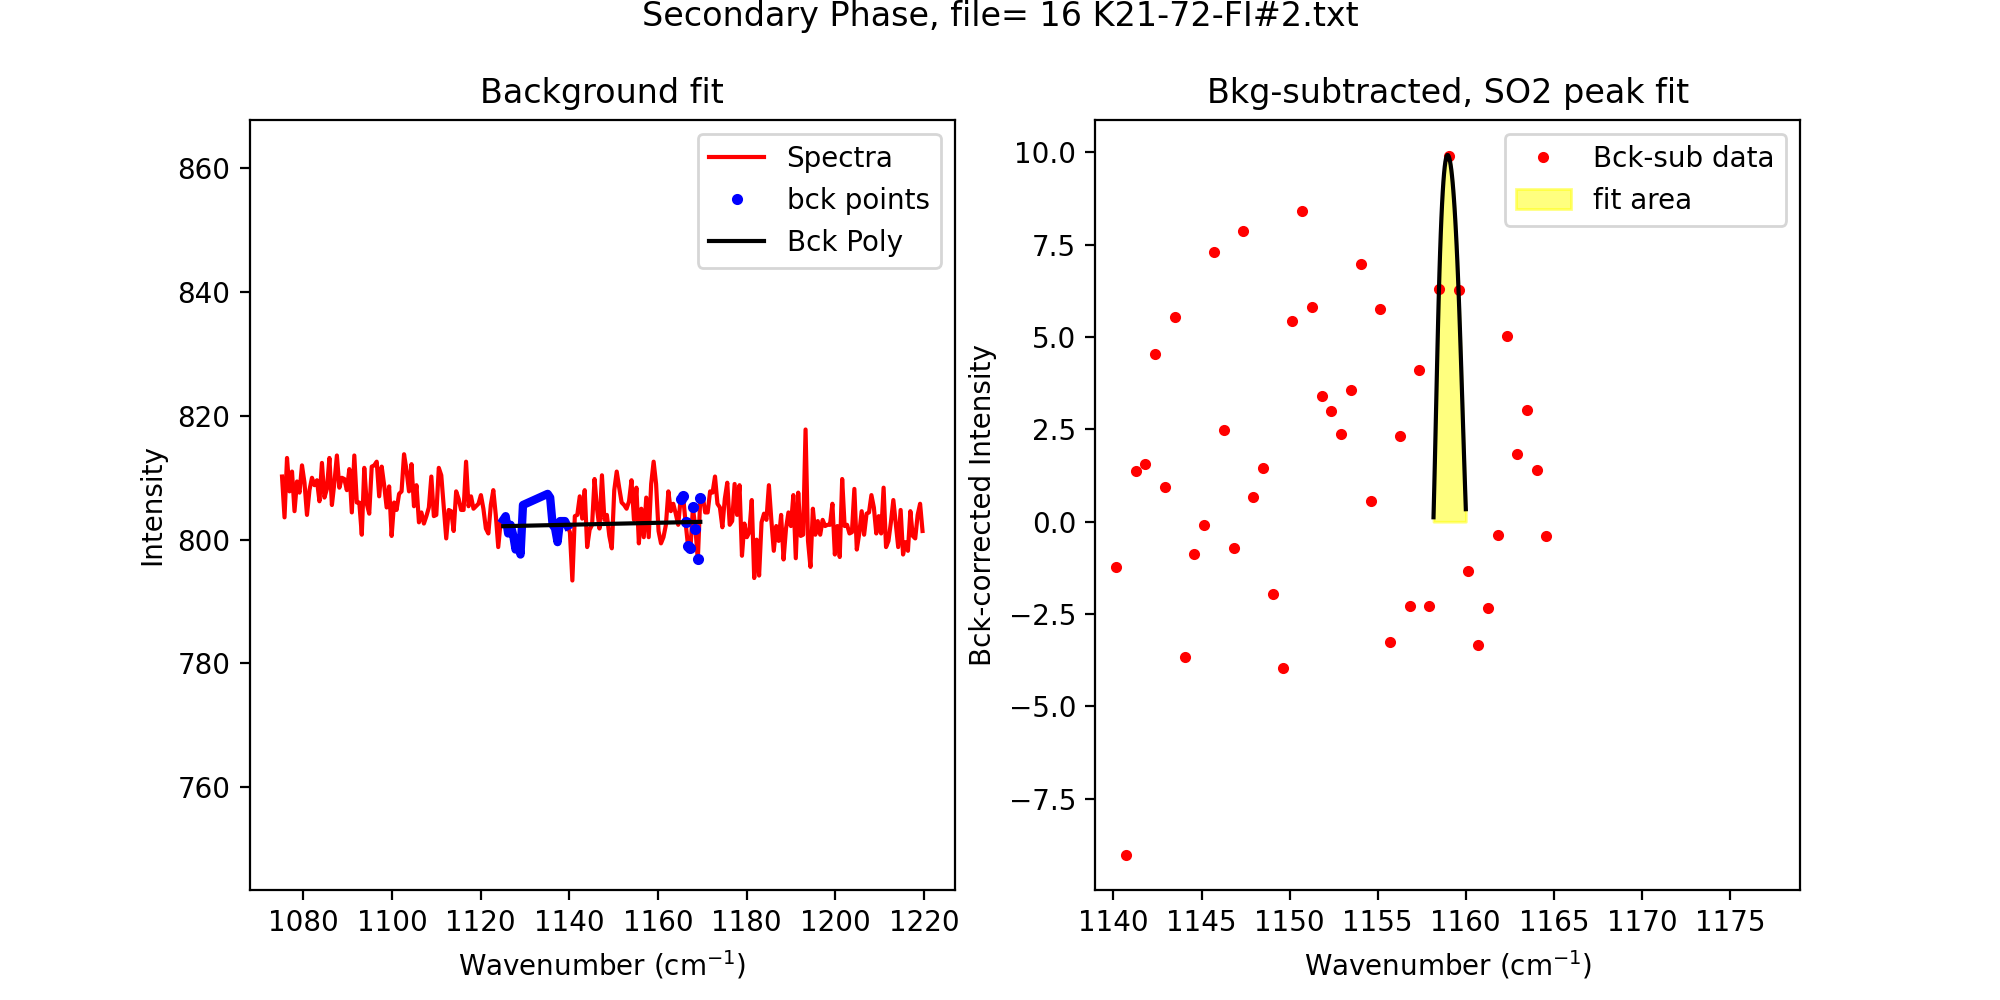 Secondary Phase, file= 16 K21-72-FI#2.txt
Background fit
Spectra
bck points
Bck Poly
860
840
820
800
780
760
Intensity
1080 1100 1120 1140 1160 1180 1200 1220
Wavenumber (cm⁻¹)
Bkg-subtracted, SO2 peak fit
Bck-sub data
fit area
10.0
7.5
5.0
2.5
0.0
−2.5
−5.0
−7.5
Bck-corrected Intensity
1140 1145 1150 1155 1160 1165 1170 1175
Wavenumber (cm⁻¹)